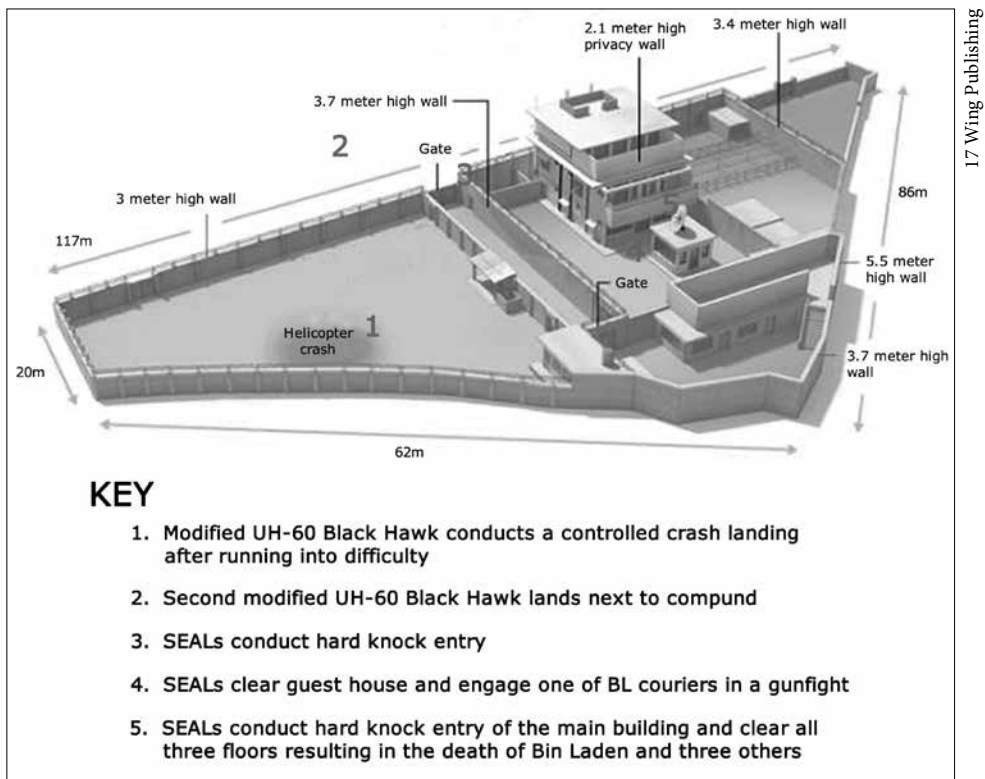 17 Wing Publishing
2.1 meter high
privacy wall
3.4 meter high wall
3.7 meter high wall
2
Gate
3
3 meter high wall
86m
117m
5.5 meter
high wall
Gate
1
Helicopter
crash
3.7 meter high
wall
20m
62m
KEY
1. Modified UH-60 Black Hawk conducts a controlled crash landing
after running into difficulty
2. Second modified UH-60 Black Hawk lands next to compund
3. SEALs conduct hard knock entry
4. SEALs clear guest house and engage one of BL couriers in a gunfight
5. SEALs conduct hard knock entry of the main building and clear all
three floors resulting in the death of Bin Laden and three others